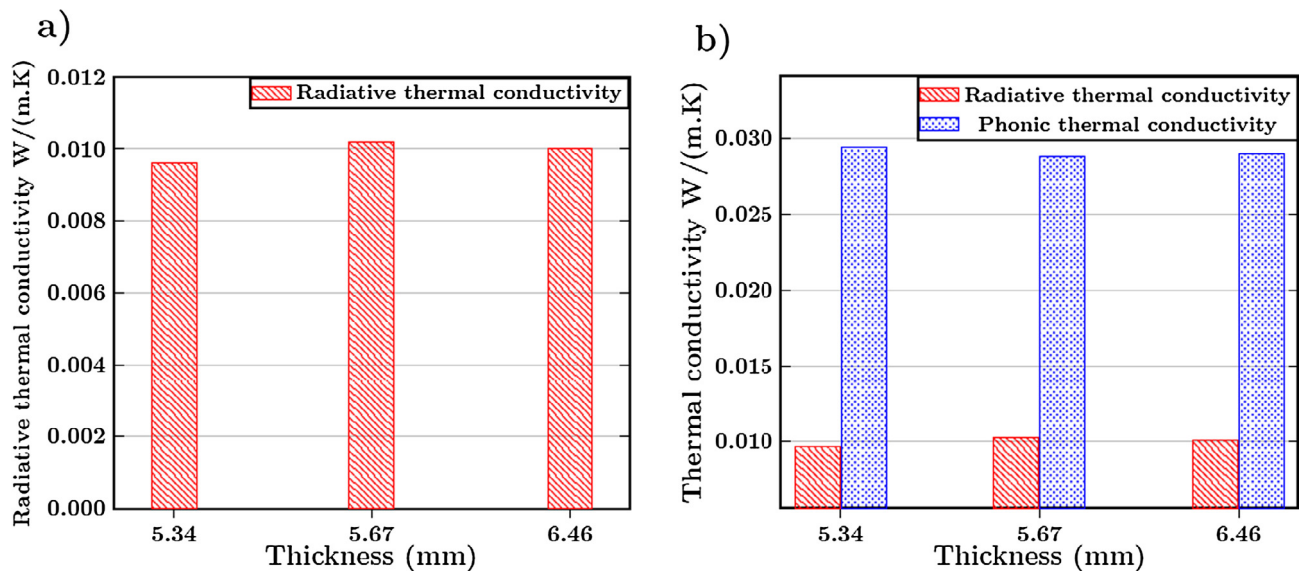 a)
Radiative thermal conductivity W/(m.K)
0.012
0.010
0.008
0.006
0.004
0.002
0.000
Radiative thermal conductivity
5.34
5.67
6.46
Thickness (mm)
b)
Thermal conductivity W/(m.K)
0.030
0.025
0.020
0.015
0.010
Radiative thermal conductivity
Phonic thermal conductivity
5.34
5.67
6.46
Thickness (mm)